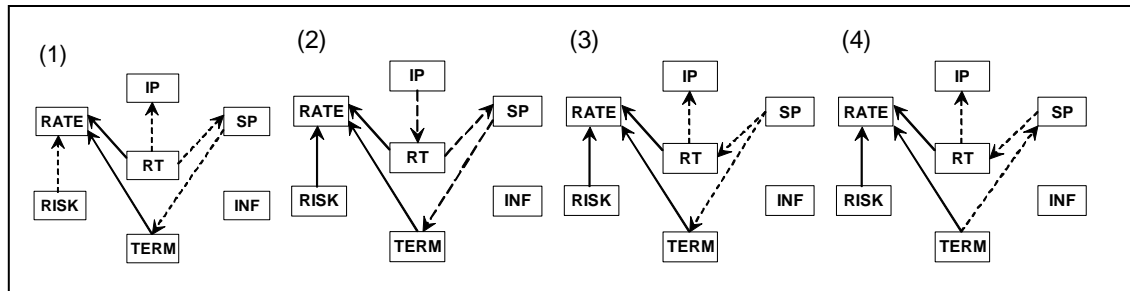 (1)
IP
RATE
SP
RT
RISK
INF
TERM
(2)
IP
RATE
SP
RT
RISK
INF
TERM
(3)
IP
RATE
SP
RT
RISK
INF
TERM
(4)
IP
RATE
SP
RT
RISK
INF
TERM